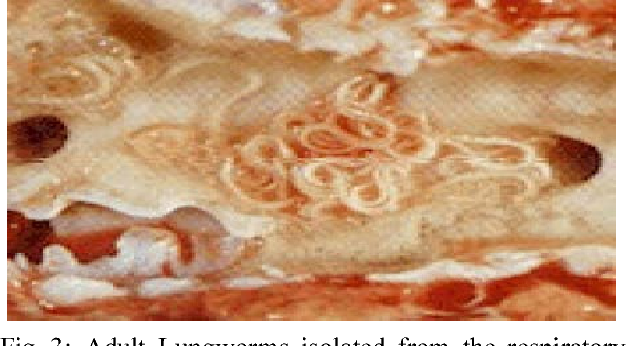 Fig. 3: Adult Lungworms isolated from the respiratory